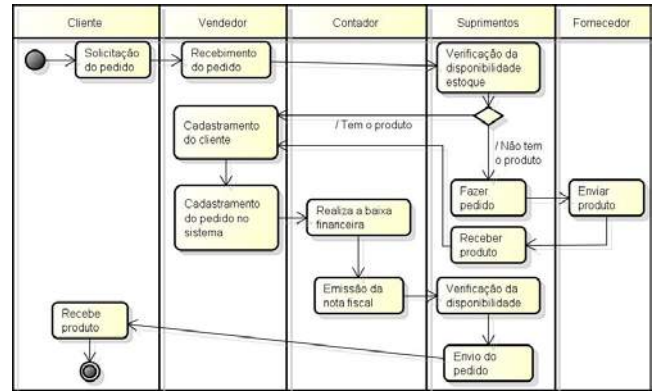 Cliente
Vendedor
Contador
Suprimentos
Fornecedor
Solicitação
do pedido
Recebimento
do pedido
Verificação da
disponibilidade
estoque
/ Tem o produto
/ Não tem
o produto
Cadastramento
do cliente
Cadastramento
do pedido no
sistema
Realiza a baixa
financeira
Fazer
pedido
Enviar
produto
Receber
produto
Emissão da
nota fiscal
Verificação da
disponibilidade
Envio do
pedido
Recebe
produto